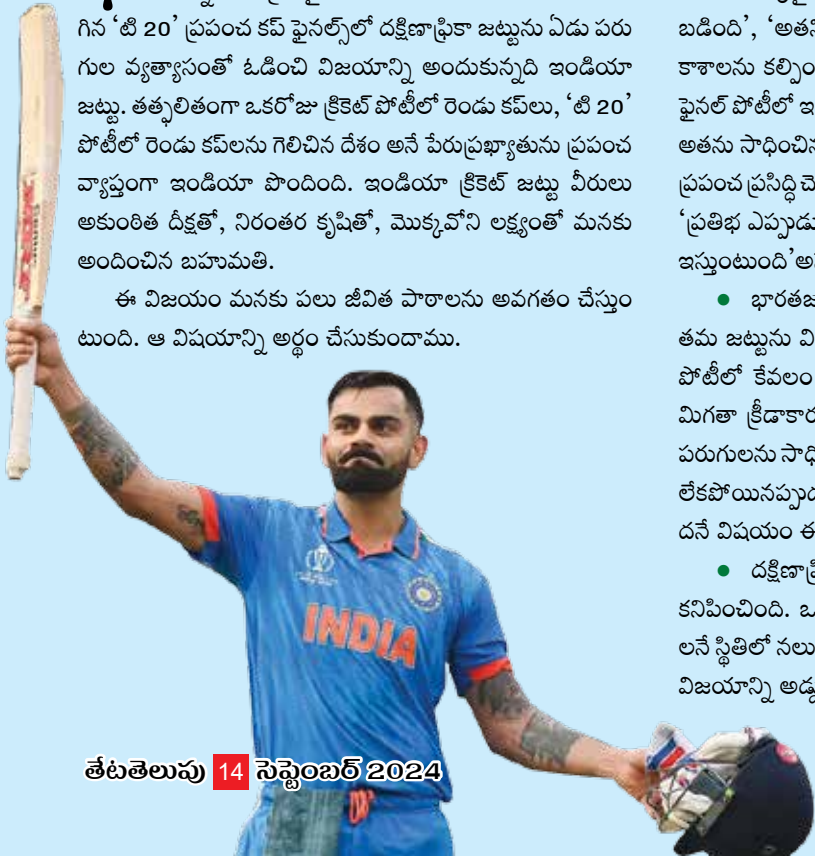 గిన ‘టి 20’ ప్రపంచ కప్ ఫైనల్స్‌లో దక్షిణాఫ్రికా జట్టును ఏడు పరు
గుల వ్యత్యాసంతో ఓడించి విజయాన్ని అందుకున్నది ఇండియా
జట్టు. తత్ఫలితంగా ఒకరోజు క్రికెట్ పోటీలో రెండు కప్‌లు, ‘టి 20’
పోటీలో రెండు కప్‌లను గెలిచిన దేశం అనే పేరుప్రఖ్యాతును ప్రపంచ
వ్యాప్తంగా ఇండియా పొందింది. ఇండియా క్రికెట్ జట్టు వీరులు
అకుంఠిత దీక్షతో, నిరంతర కృషితో, మొక్కవోని లక్ష్యంతో మనకు
అందించిన బహుమతి.
ఈ విజయం మనకు పలు జీవిత పాఠాలను అవగతం చేస్తుం
టుంది. ఆ విషయాన్ని అర్థం చేసుకుందాము.
INDIA
బడింది’, ‘అతని
కాశాలను కల్పిం
ఫైనల్ పోటీలో ఇ
అతను సాధించిన
ప్రపంచ ప్రసిద్ధి చె
‘ప్రతిభ ఎప్పుడు
ఇస్తుంటుంది’అ
• భారతజ
తమ జట్టును వి
పోటీలో కేవలం
మిగతా క్రీడాకార
పరుగులను సాధి
లేకపోయినప్పుడ
దనే విషయం ఈ
• దక్షిణాఫ్రి
కనిపించింది. ఒ
లనే స్థితిలో నలు
విజయాన్ని అడ్డ
తేటతెలుపు 14 సెప్టెంబర్ 2024